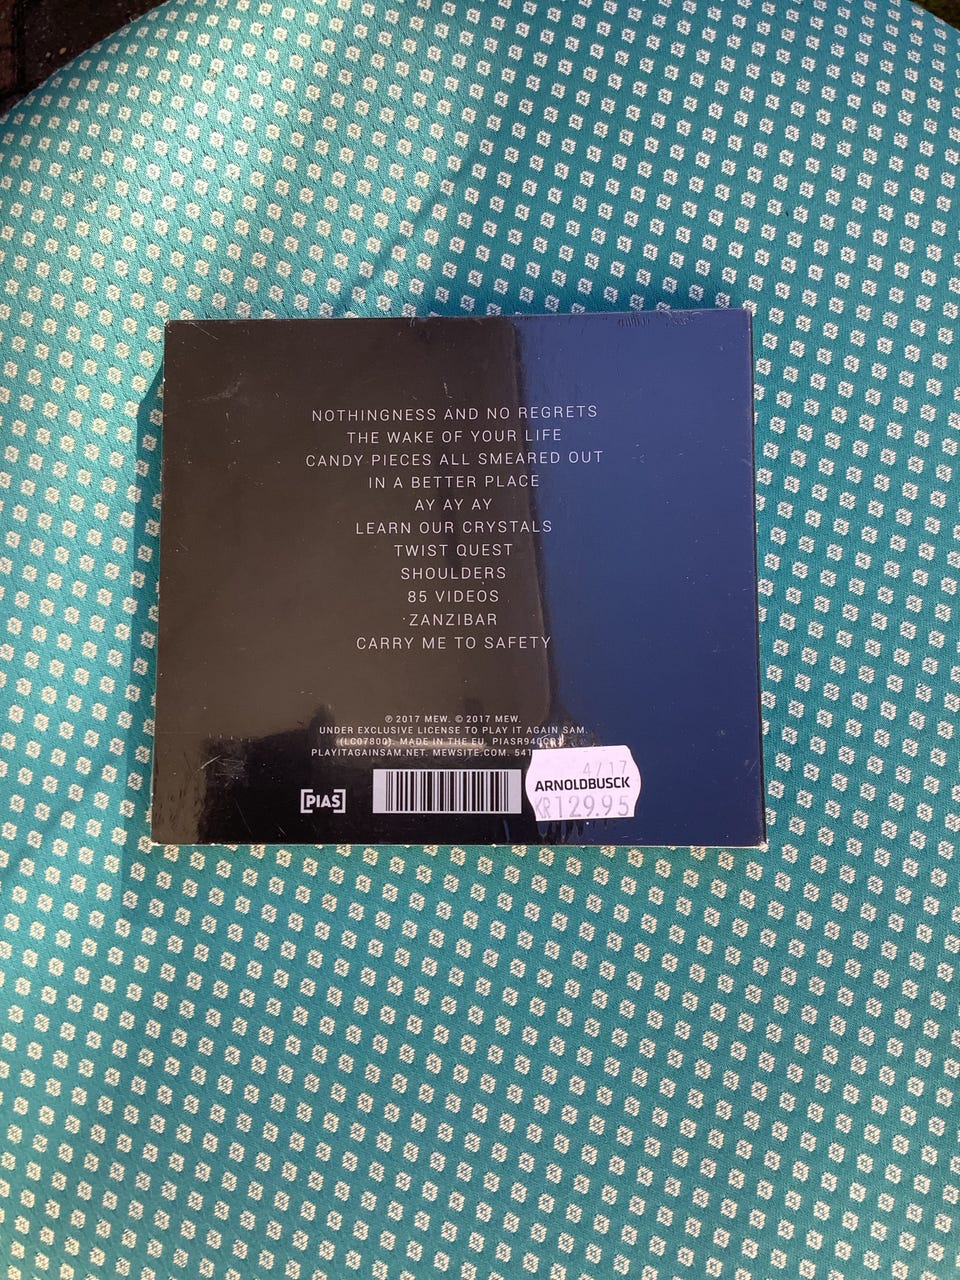 NOTHINGNESS AND NO REGRETS
THE WAKE OF YOUR LIFE
CANDY PIECES ALL SMEARED OUT
IN A BETTER PLACE
AY AY AY
LEARN OUR CRYSTALS
TWIST QUEST
SHOULDERS
85 VIDEOS
ZANZIBAR
CARRY ME TO SAFETY
℗ 2017 MEW. © 2017 MEW.
UNDER EXCLUSIVE LICENSE TO PLAY IT AGAIN SAM.
(LC07800). MADE IN THE EU.
PLAYITAGAINSAM.NET. MEWSITE.COM.
[PIAS]
4/17
ARNOLDBUSCK
KR129.95